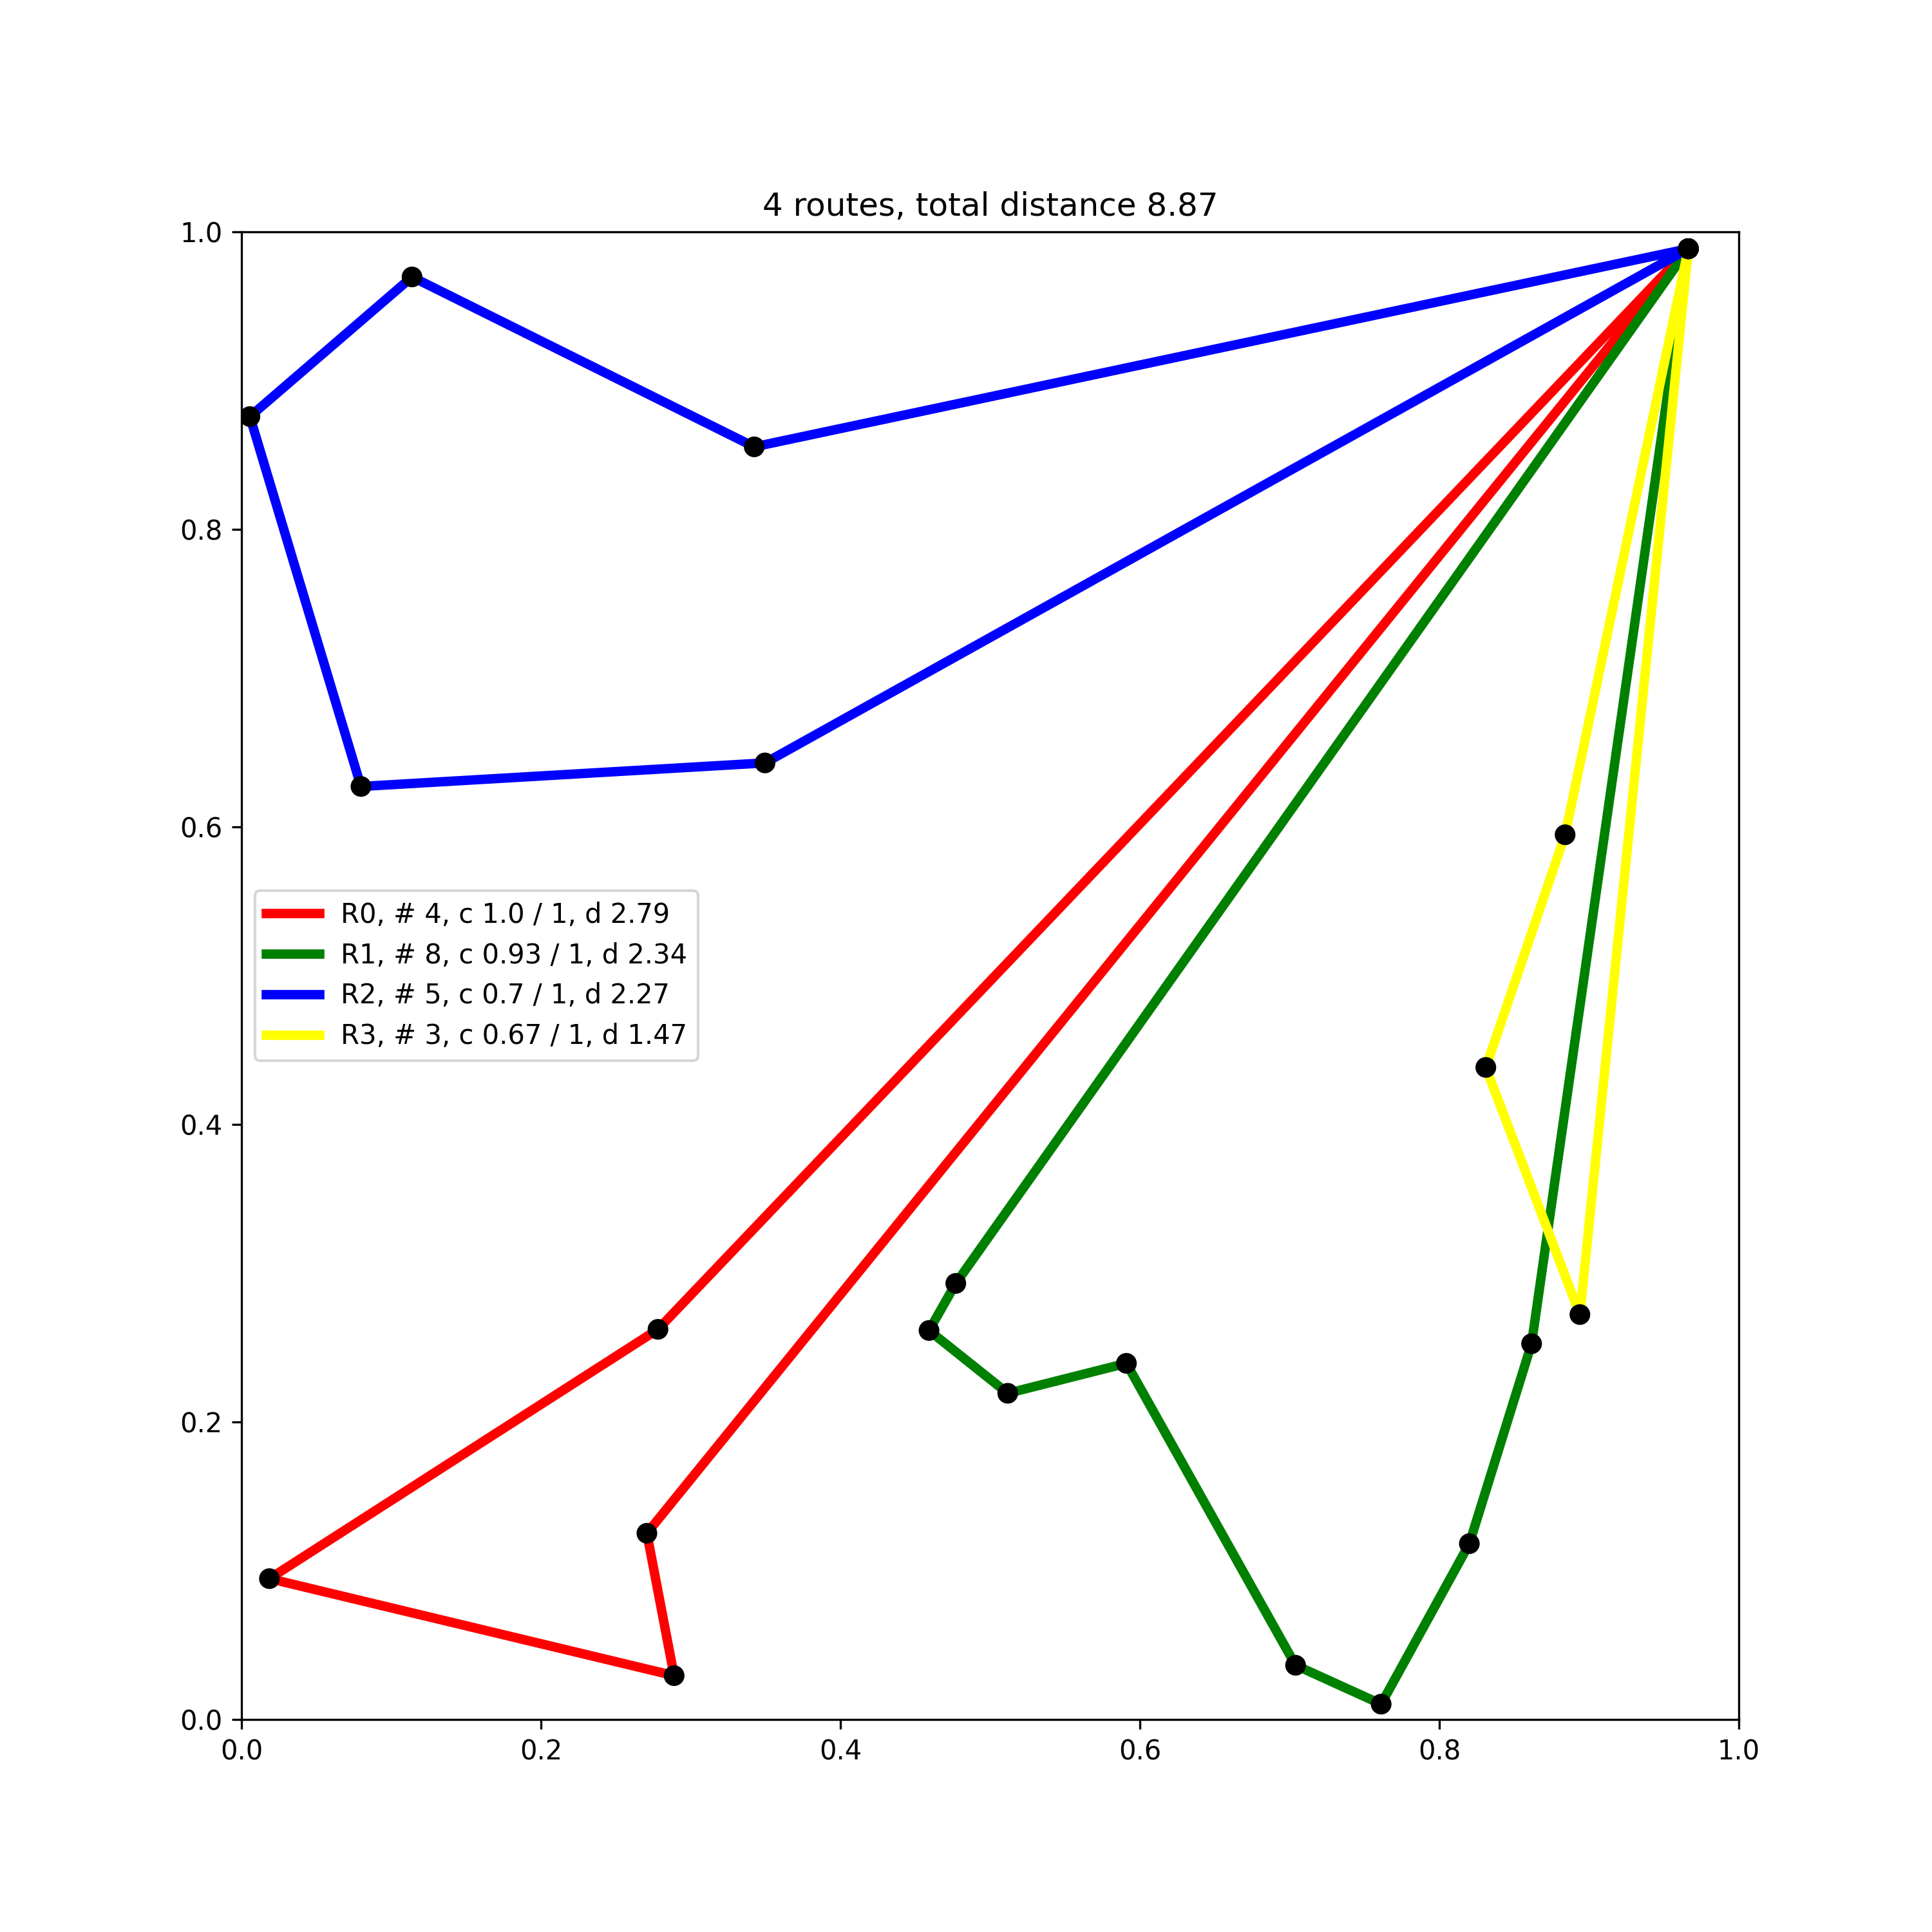 4 routes, total distance 8.87
1.0
0.8
0.6
R0, # 4, c 1.0 / 1, d 2.79
R1, # 8, c 0.93 / 1, d 2.34
R2, # 5, c 0.7 / 1, d 2.27
R3, # 3, c 0.67 / 1, d 1.47
0.4
0.2
0.0
0.0 0.2 0.4 0.6 0.8 1.0